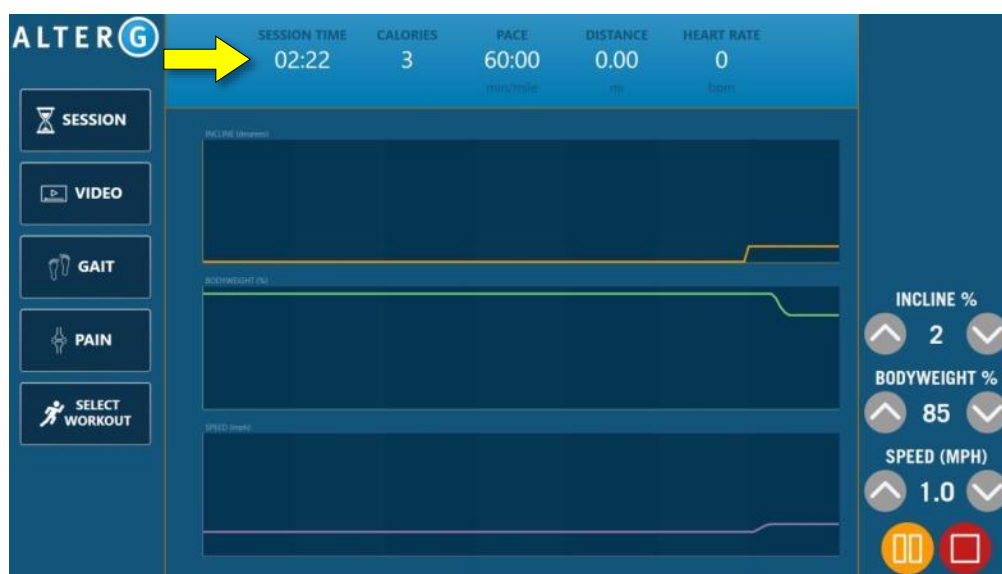 ALTERG
SESSION TIME CALORIES PACE DISTANCE HEART RATE
02:22 3 60:00 0.00 0
min/mile mi bpm
SESSION
VIDEO
GAIT
PAIN
SELECT
WORKOUT
INCLINE (degrees)
BODYWEIGHT (%)
SPEED (mph)
INCLINE %
2
BODYWEIGHT %
85
SPEED (MPH)
1.0